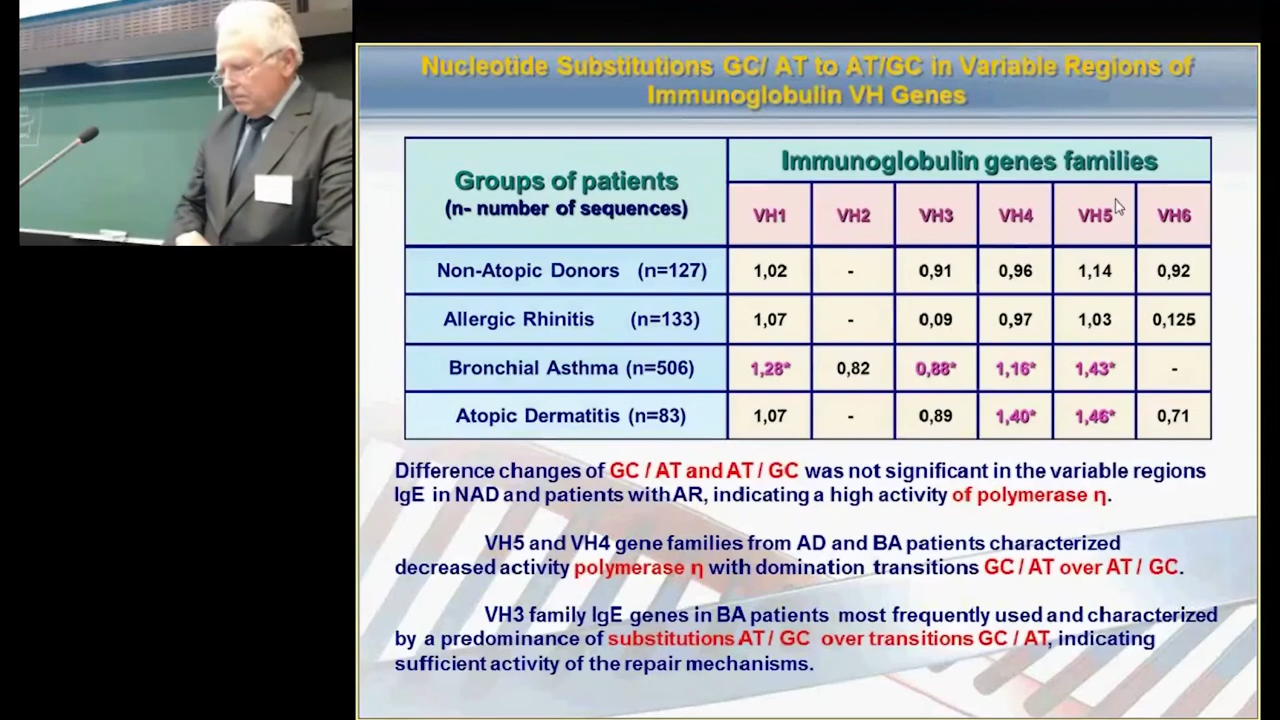 Nucleotide Substitutions GC/ AT to AT/GC in Variable Regions of
Immunoglobulin VH Genes
Groups of patients
(n- number of sequences)
Immunoglobulin genes families
VH1 VH2 VH3 VH4 VH5 VH6
Non-Atopic Donors (n=127) 1,02 - 0,91 0,96 1,14 0,92
Allergic Rhinitis (n=133) 1,07 - 0,09 0,97 1,03 0,125
Bronchial Asthma (n=506) 1,28* 0,82 0,88* 1,16* 1,43* -
Atopic Dermatitis (n=83) 1,07 - 0,89 1,40* 1,46* 0,71
Difference changes of GC / AT and AT / GC was not significant in the variable regions
IgE in NAD and patients with AR, indicating a high activity of polymerase η.
VH5 and VH4 gene families from AD and BA patients characterized
decreased activity polymerase η with domination transitions GC / AT over AT / GC.
VH3 family IgE genes in BA patients most frequently used and characterized
by a predominance of substitutions AT / GC over transitions GC / AT, indicating
sufficient activity of the repair mechanisms.